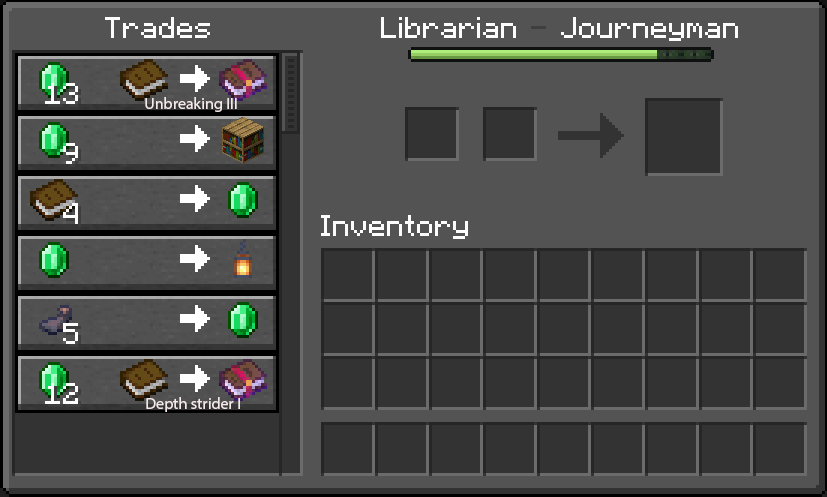 Trades
Librarian - Journeyman
13
Unbreaking III
9
4
5
12
Depth strider I
Inventory